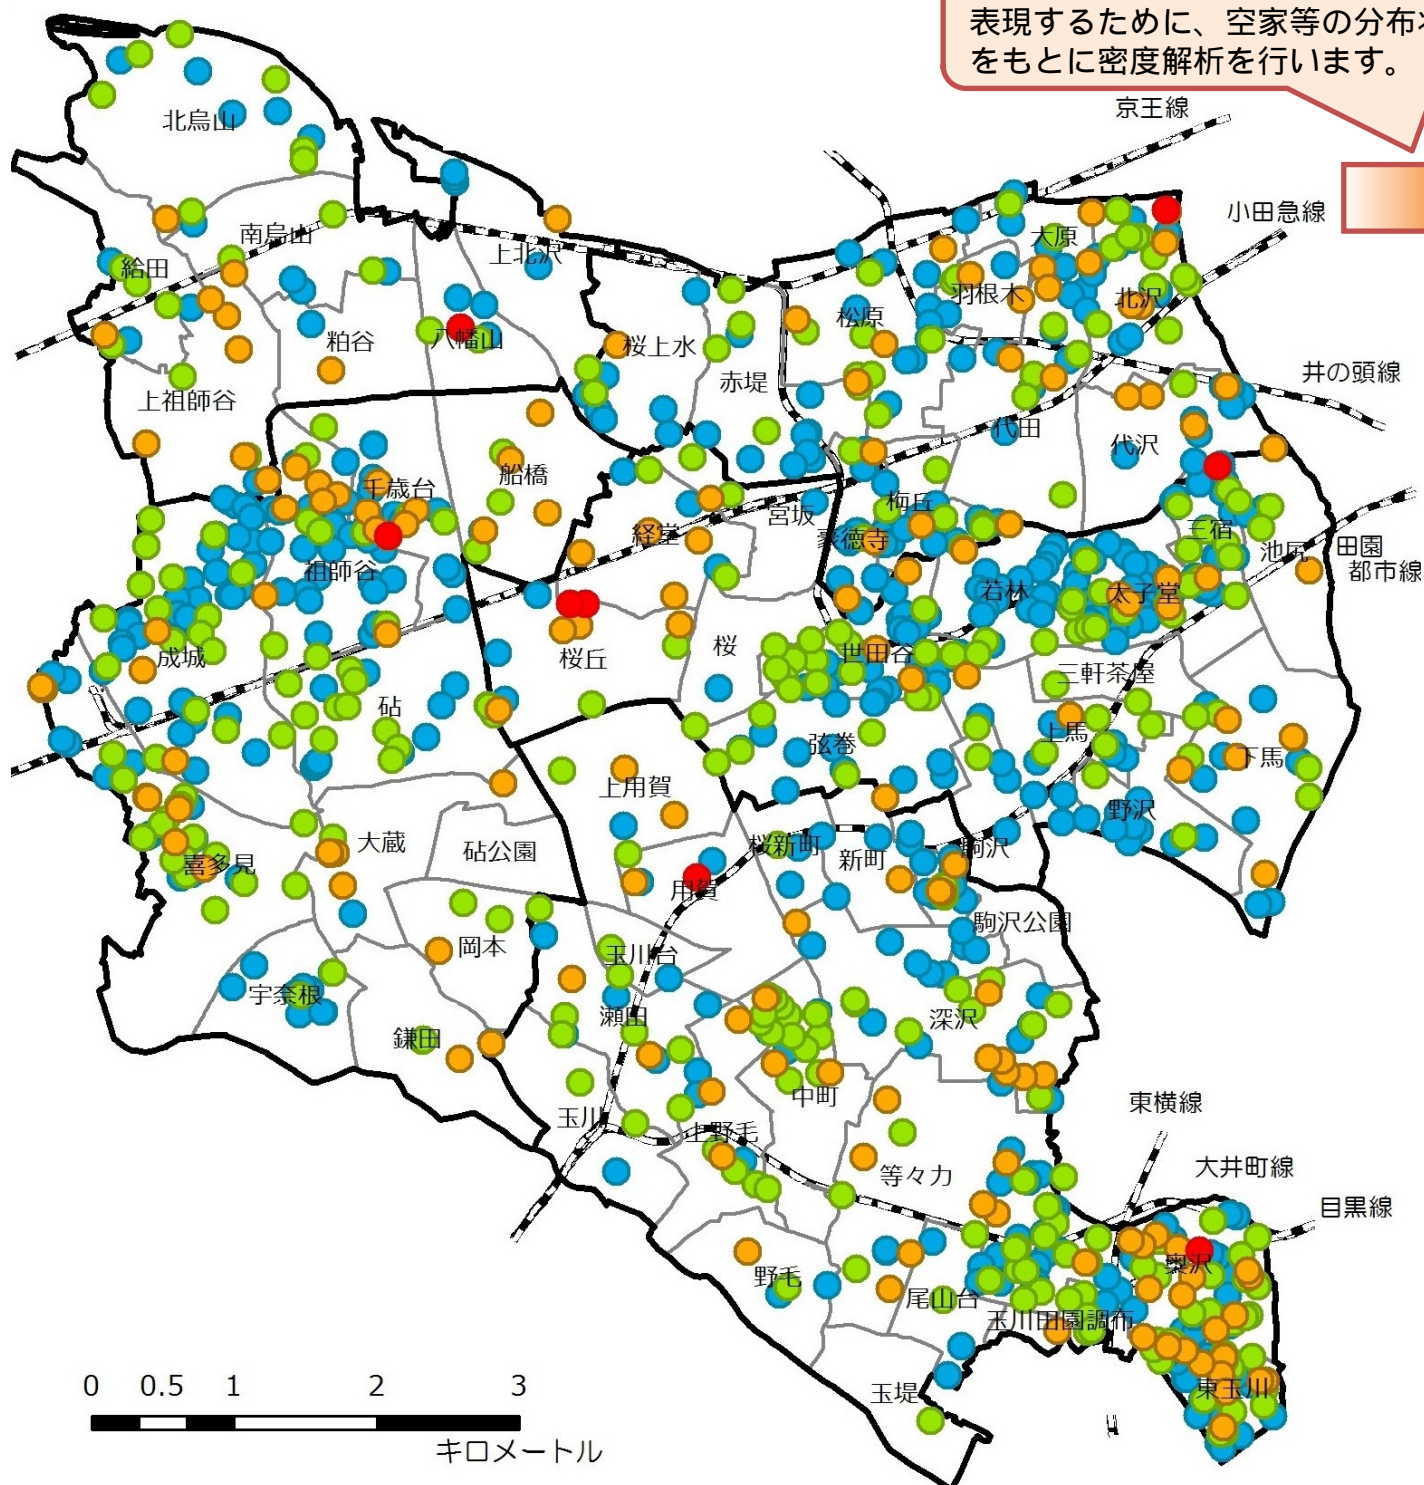 表現するために、空家等の分布
をもとに密度解析を行います。
京王線
北烏山
小田急線
南烏山
大原
上北沢
給田
羽根木
北沢
松原
粕谷
八幡山
桜上水
井の頭線
赤堤
上祖師谷
代田
代沢
船橋
千歳台
梅丘
宮坂
経堂
豪徳寺
三宿
池尻
田園
都市線
祖師谷
若林
太子堂
桜
世田谷
成城
桜丘
三軒茶屋
砧
上馬
弦巻
下馬
上用賀
野沢
大蔵
桜新町
駒沢
砧公園
新町
喜多見
用賀
駒沢公園
岡本
玉川台
宇奈根
瀬田
深沢
鎌田
中町
東横線
玉川
上野毛
大井町線
等々力
目黒線
奥沢
野毛
尾山台
玉川田園調布
東玉川
玉堤
0 0.5 1 2 3
キロメートル